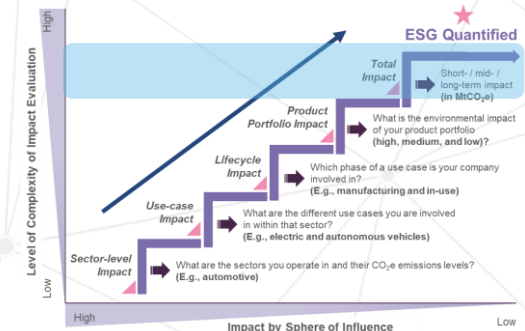 High
ESG Quantified
Total
Impact
Short- / mid- /
long-term impact
(in MtCO₂e)
Product
Portfolio Impact
What is the environmental impact
of your product portfolio
(high, medium, and low)?
Lifecycle
Impact
Which phase of a use case is your company
involved in?
(E.g., manufacturing and in-use)
Use-case
Impact
What are the different use cases you are involved
in within that sector?
(E.g., electric and autonomous vehicles)
Sector-level
Impact
What are the sectors you operate in and their CO₂e emissions levels?
(E.g., automotive)
Level of Complexity of Impact Evaluation
Low
High
Low
Impact by Sphere of Influence